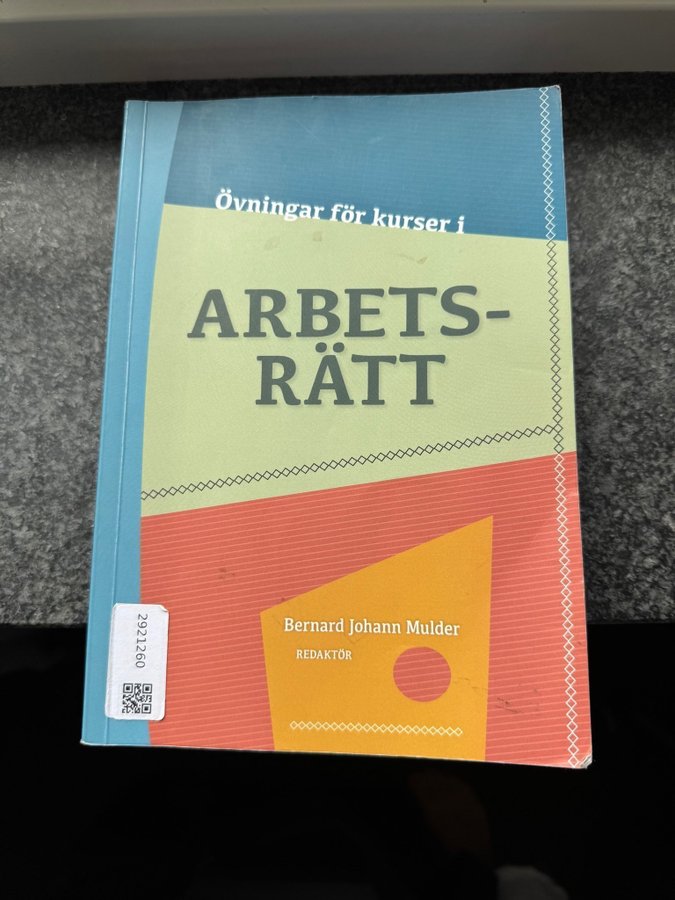 Övningar för kurser i
ARBETS-
RÄTT
Bernard Johann Mulder
REDAKTÖR
2921260